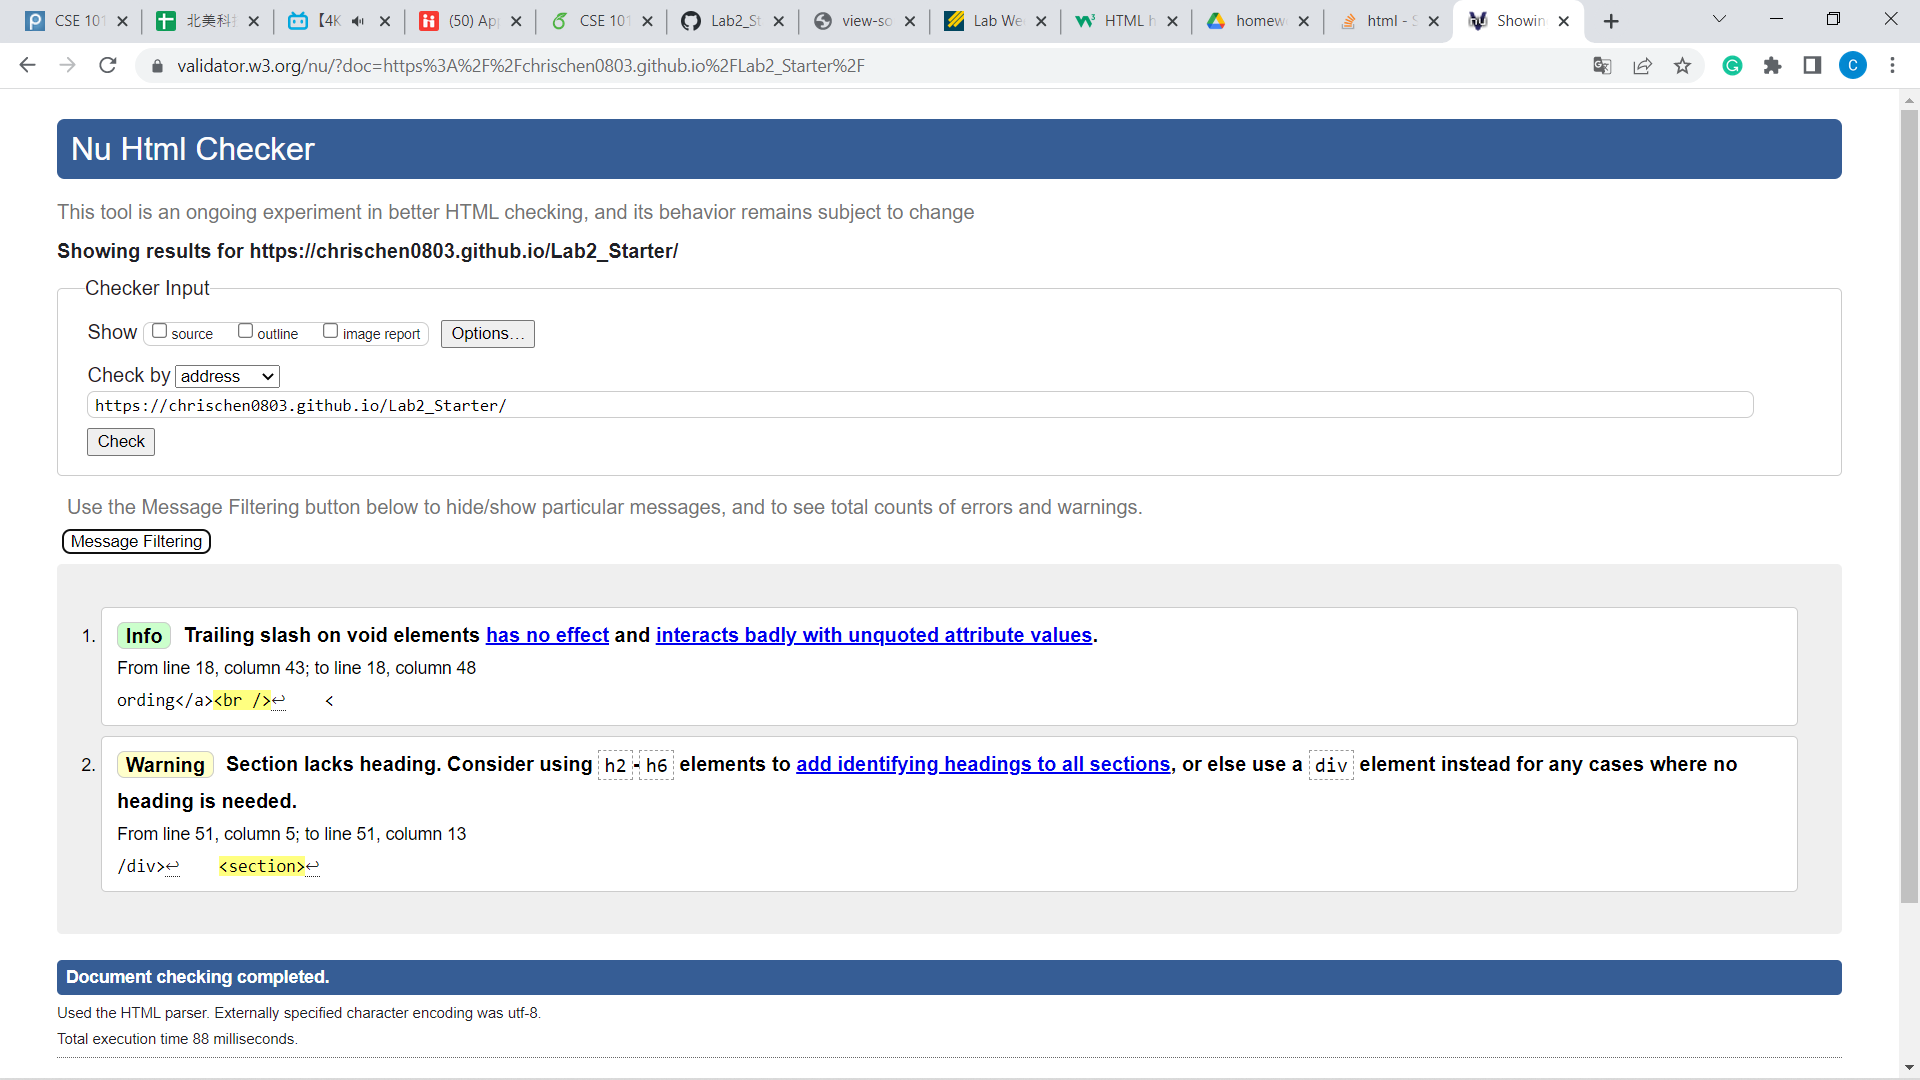 CSE 101
北美科
【4K
(50) Ap
CSE 101
Lab2_St
view-so
Lab We
HTML h
homew
html - S
Showin
validator.w3.org/nu/?doc=https%3A%2F%2Fchrischen0803.github.io%2FLab2_Starter%2F
C
Nu Html Checker
This tool is an ongoing experiment in better HTML checking, and its behavior remains subject to change
Showing results for https://chrischen0803.github.io/Lab2_Starter/
Checker Input
Show source outline image report Options...
Check by address
https://chrischen0803.github.io/Lab2_Starter/
Check
Use the Message Filtering button below to hide/show particular messages, and to see total counts of errors and warnings.
Message Filtering
1. Info Trailing slash on void elements has no effect and interacts badly with unquoted attribute values.
From line 18, column 43; to line 18, column 48
ording</a><br />↩ <
2. Warning Section lacks heading. Consider using h2-h6 elements to add identifying headings to all sections, or else use a div element instead for any cases where no
heading is needed.
From line 51, column 5; to line 51, column 13
/div>↩ <section>↩
Document checking completed.
Used the HTML parser. Externally specified character encoding was utf-8.
Total execution time 88 milliseconds.